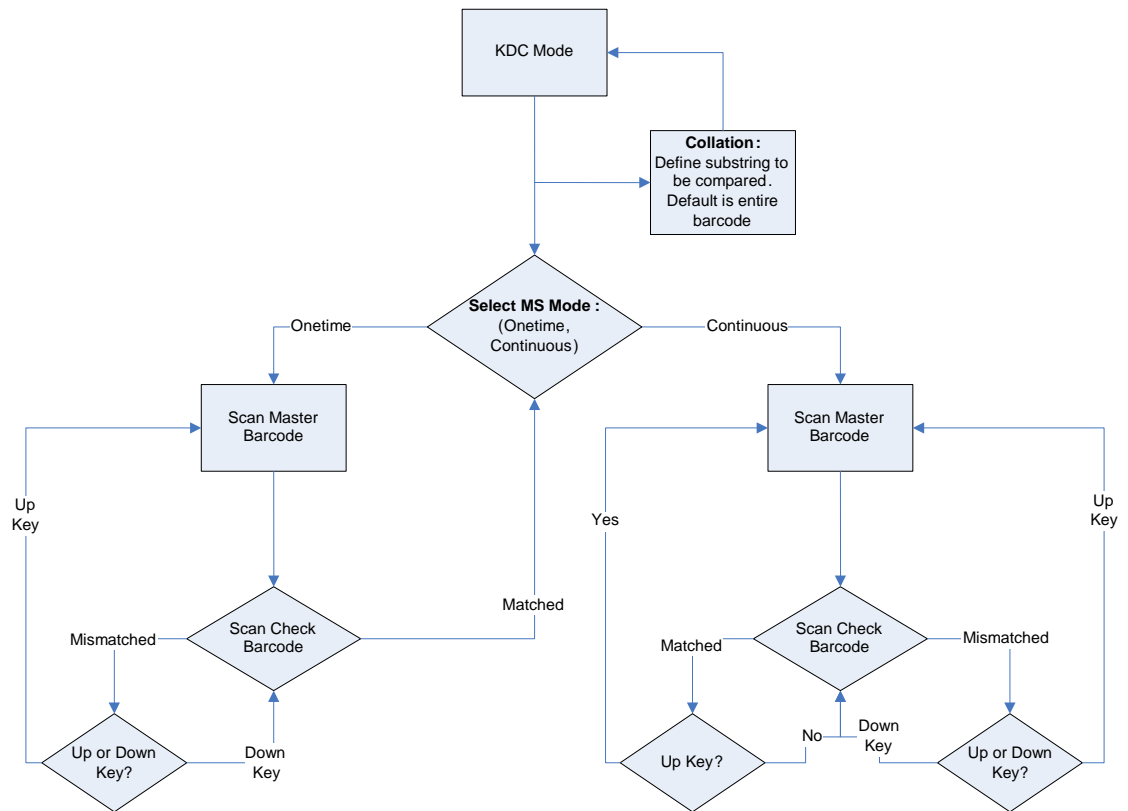 KDC Mode
Collation :
Define substring to
be compared .
Default is entire
barcode
Select MS Mode :
(Onetime,
Continuous)
Onetime
Continuous
Scan Master
Barcode
Scan Master
Barcode
Up
Key
Yes
Up
Key
Matched
Scan Check
Barcode
Mismatched
Scan Check
Barcode
Matched
Mismatched
Up or Down
Key?
Down
Key
Up Key?
No
Down
Key
Up or Down
Key?